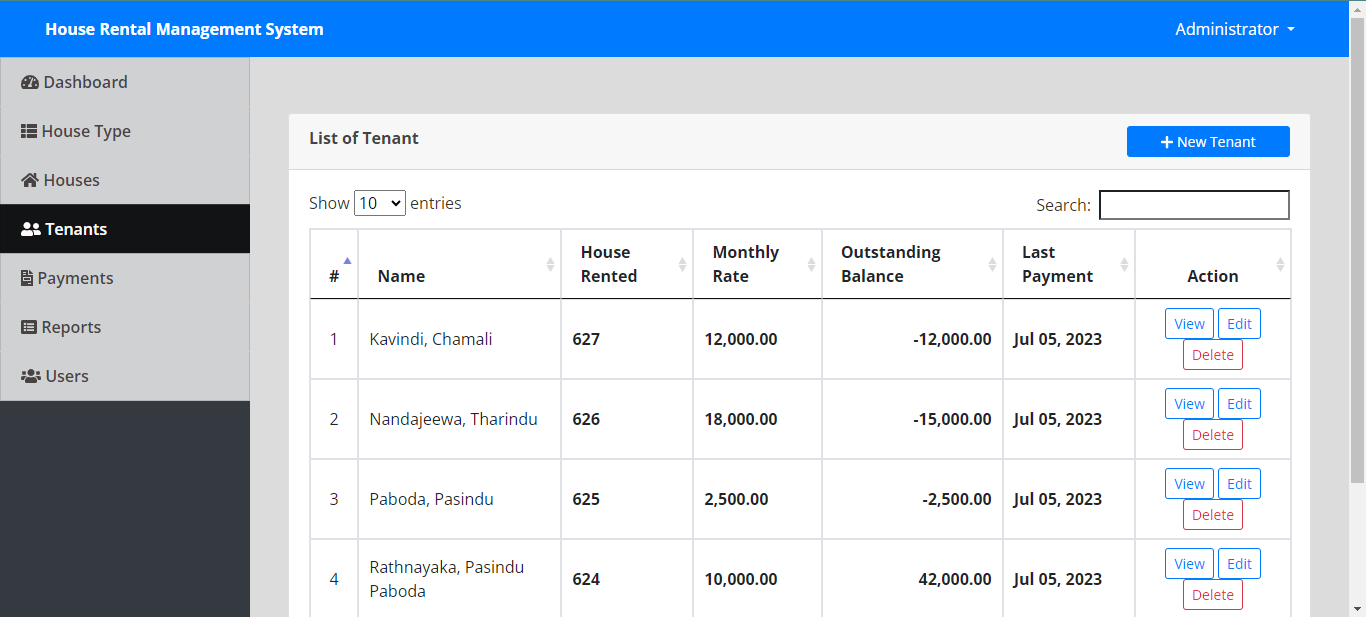 House Rental Management System
Administrator
Dashboard
House Type
Houses
Tenants
Payments
Reports
Users
List of Tenant
New Tenant
Show 10 entries
Search:
# Name House Rented Monthly Rate Outstanding Balance Last Payment Action
1 Kavindi, Chamali 627 12,000.00 -12,000.00 Jul 05, 2023 View Edit
Delete
2 Nandajeewa, Tharindu 626 18,000.00 -15,000.00 Jul 05, 2023 View Edit
Delete
3 Paboda, Pasindu 625 2,500.00 -2,500.00 Jul 05, 2023 View Edit
Delete
4 Rathnayaka, Pasindu Paboda 624 10,000.00 42,000.00 Jul 05, 2023 View Edit
Delete